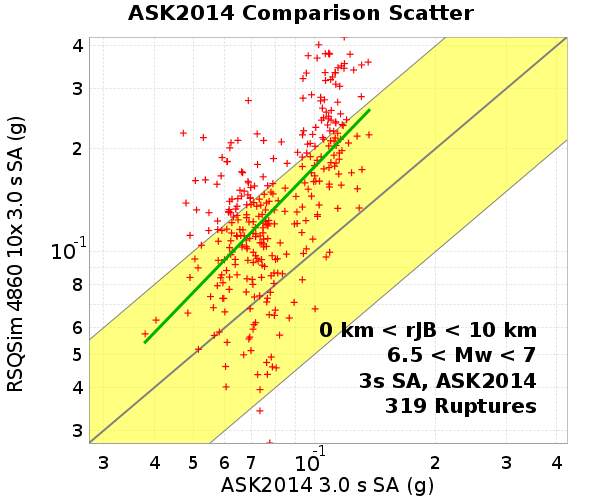 ASK2014 Comparison Scatter
RSQSim 4860 10x 3.0 s SA (g)
4
3
2
10^-1
8
6
5
4
3
0 km < rJB < 10 km
6.5 < Mw < 7
3s SA, ASK2014
319 Ruptures
3 4 5 6 7 10^-1 2 3 4
ASK2014 3.0 s SA (g)